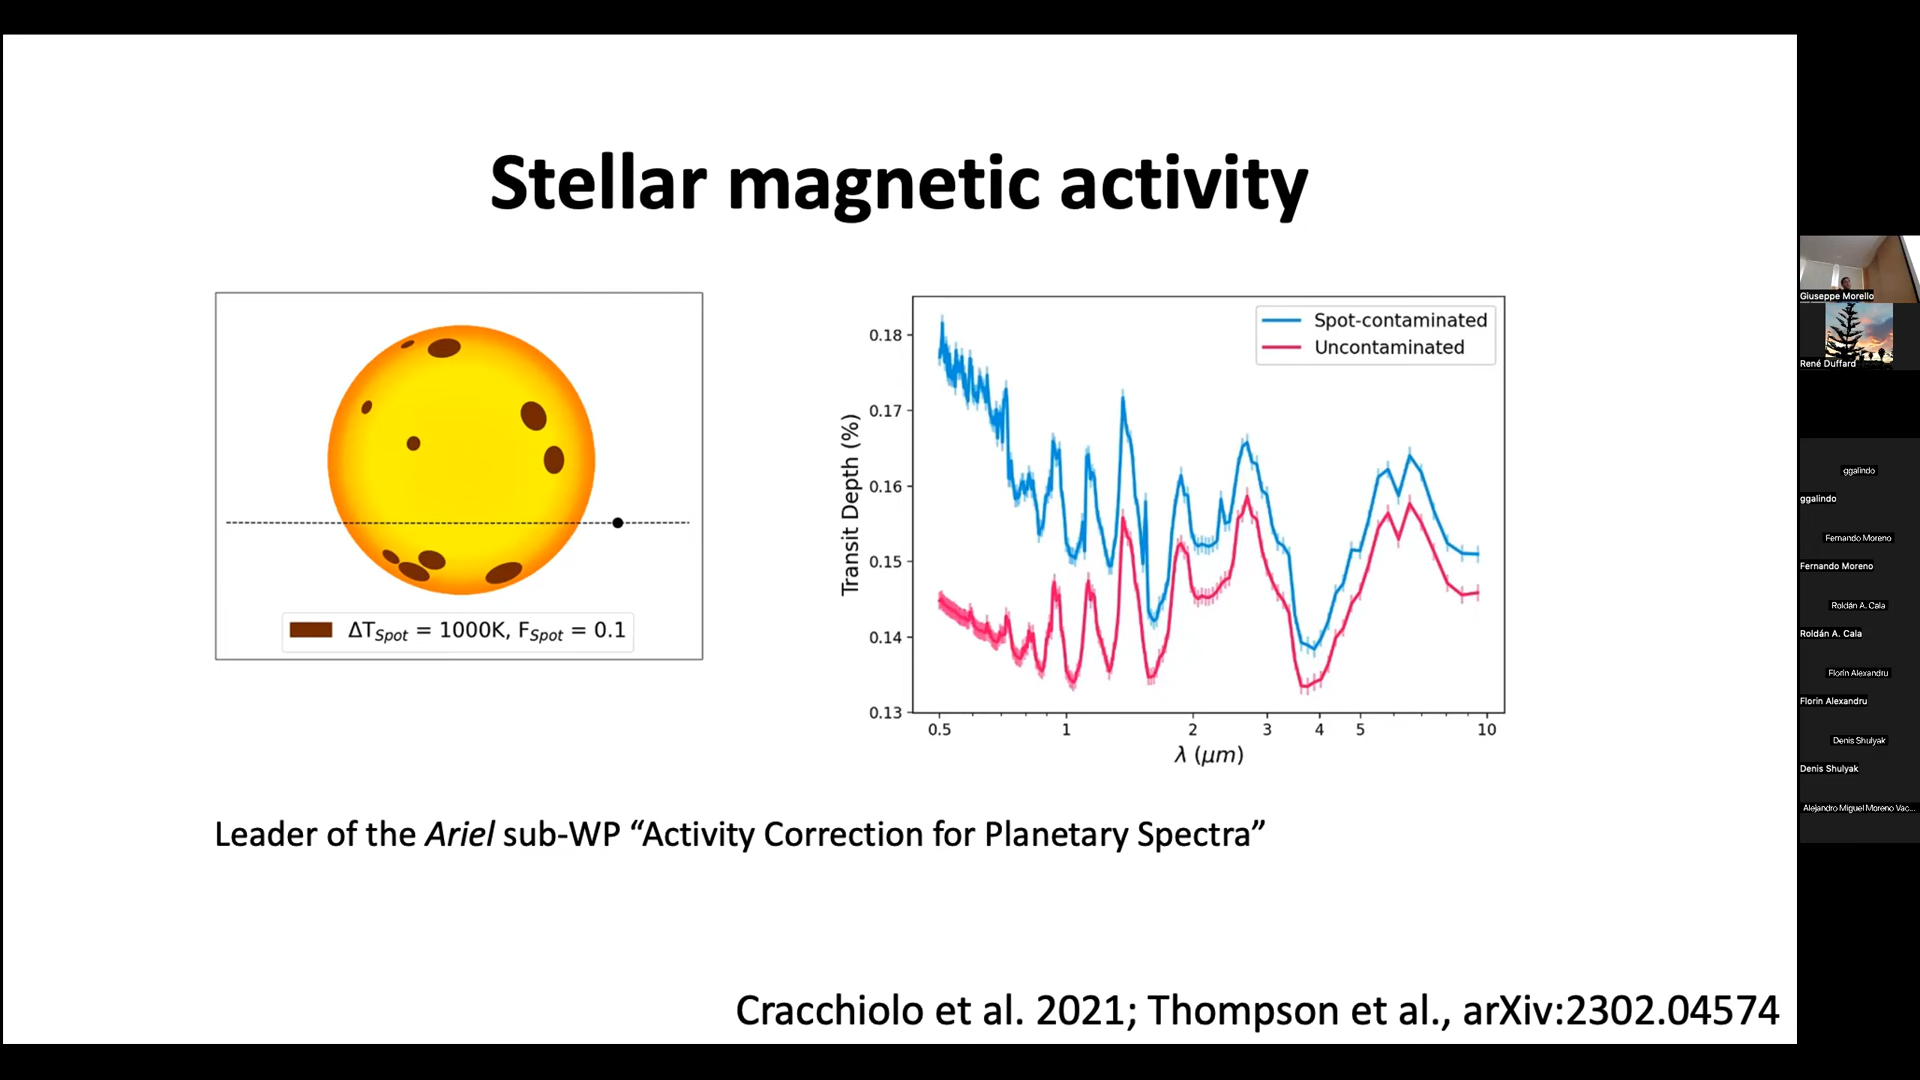 Stellar magnetic activity
ΔTSpot = 1000K, FSpot = 0.1
Spot-contaminated
Uncontaminated
Transit Depth (%)
0.18
0.17
0.16
0.15
0.14
0.13
0.5 1 2 3 4 5 10
λ (μm)
Leader of the Ariel sub-WP “Activity Correction for Planetary Spectra”
Cracchiolo et al. 2021; Thompson et al., arXiv:2302.04574
Giuseppe Morello
René Duffard
ggalindo
ggalindo
Fernando Moreno
Fernando Moreno
Roldán A. Cala
Roldán A. Cala
Florin Alexandru
Florin Alexandru
Denis Shulyak
Denis Shulyak
Alejandro Miguel Moreno Vac...